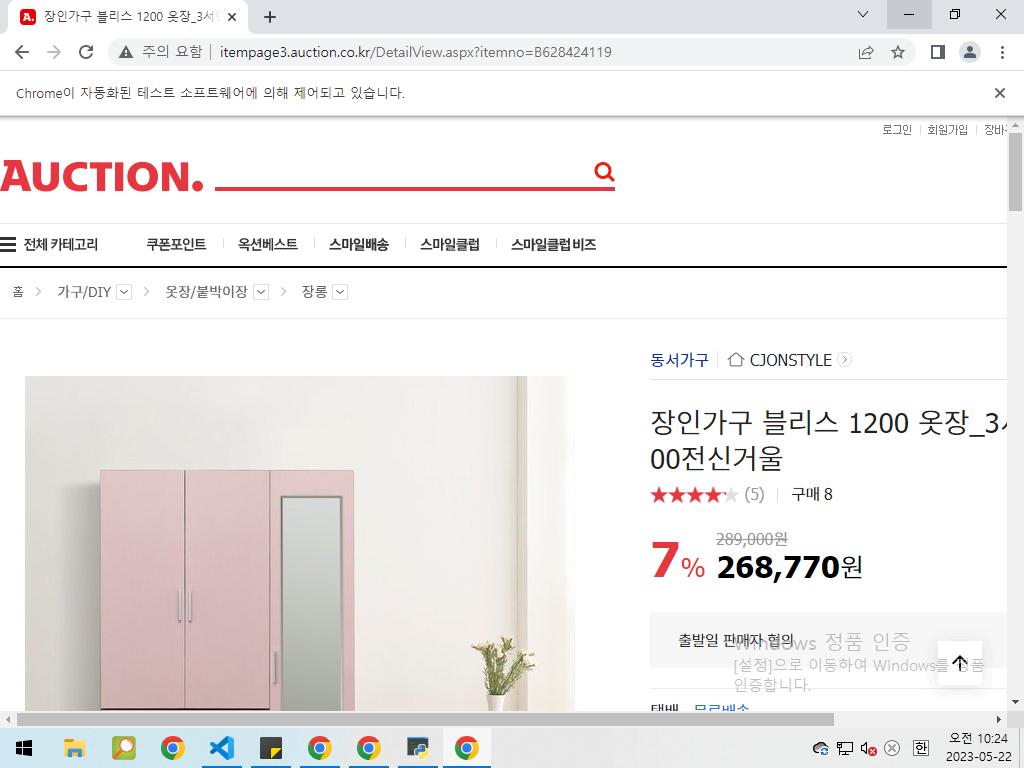 장인가구 블리스 1200 옷장_3서
주의 요함 itempage3.auction.co.kr/DetailView.aspx?itemno=B628424119
Chrome이 자동화된 테스트 소프트웨어에 의해 제어되고 있습니다.
로그인 회원가입 장바
AUCTION.
전체 카테고리 쿠폰포인트 옥션베스트 스마일배송 스마일클럽 스마일클럽 비즈
홈 가구/DIY 옷장/붙박이장 장롱
동서가구 CJONSTYLE
장인가구 블리스 1200 옷장_3서
00전신거울
(5) 구매 8
289,000원
7% 268,770원
출발일 판매자 협의
Windows 정품 인증
[설정]으로 이동하여 Windows를 정품
인증합니다.
택배 무료배송
한
오전 10:24
2023-05-22